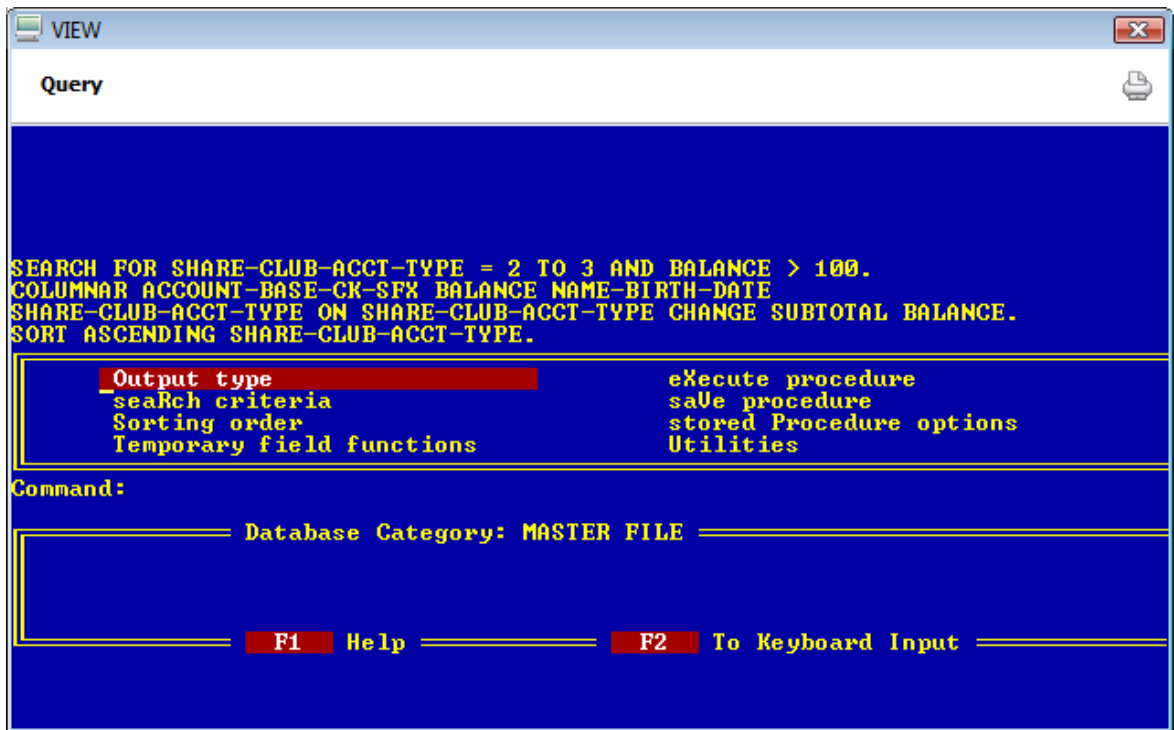 VIEW
Query
SEARCH FOR SHARE-CLUB-ACCT-TYPE = 2 TO 3 AND BALANCE > 100.
COLUMNAR ACCOUNT-BASE-CK-SFX BALANCE NAME-BIRTH-DATE
SHARE-CLUB-ACCT-TYPE ON SHARE-CLUB-ACCT-TYPE CHANGE SUBTOTAL BALANCE.
SORT ASCENDING SHARE-CLUB-ACCT-TYPE.
Output type eXecute procedure
seaRch criteria saVe procedure
Sorting order stored Procedure options
Temporary field functions Utilities
Command:
Database Category: MASTER FILE
F1 Help F2 To Keyboard Input